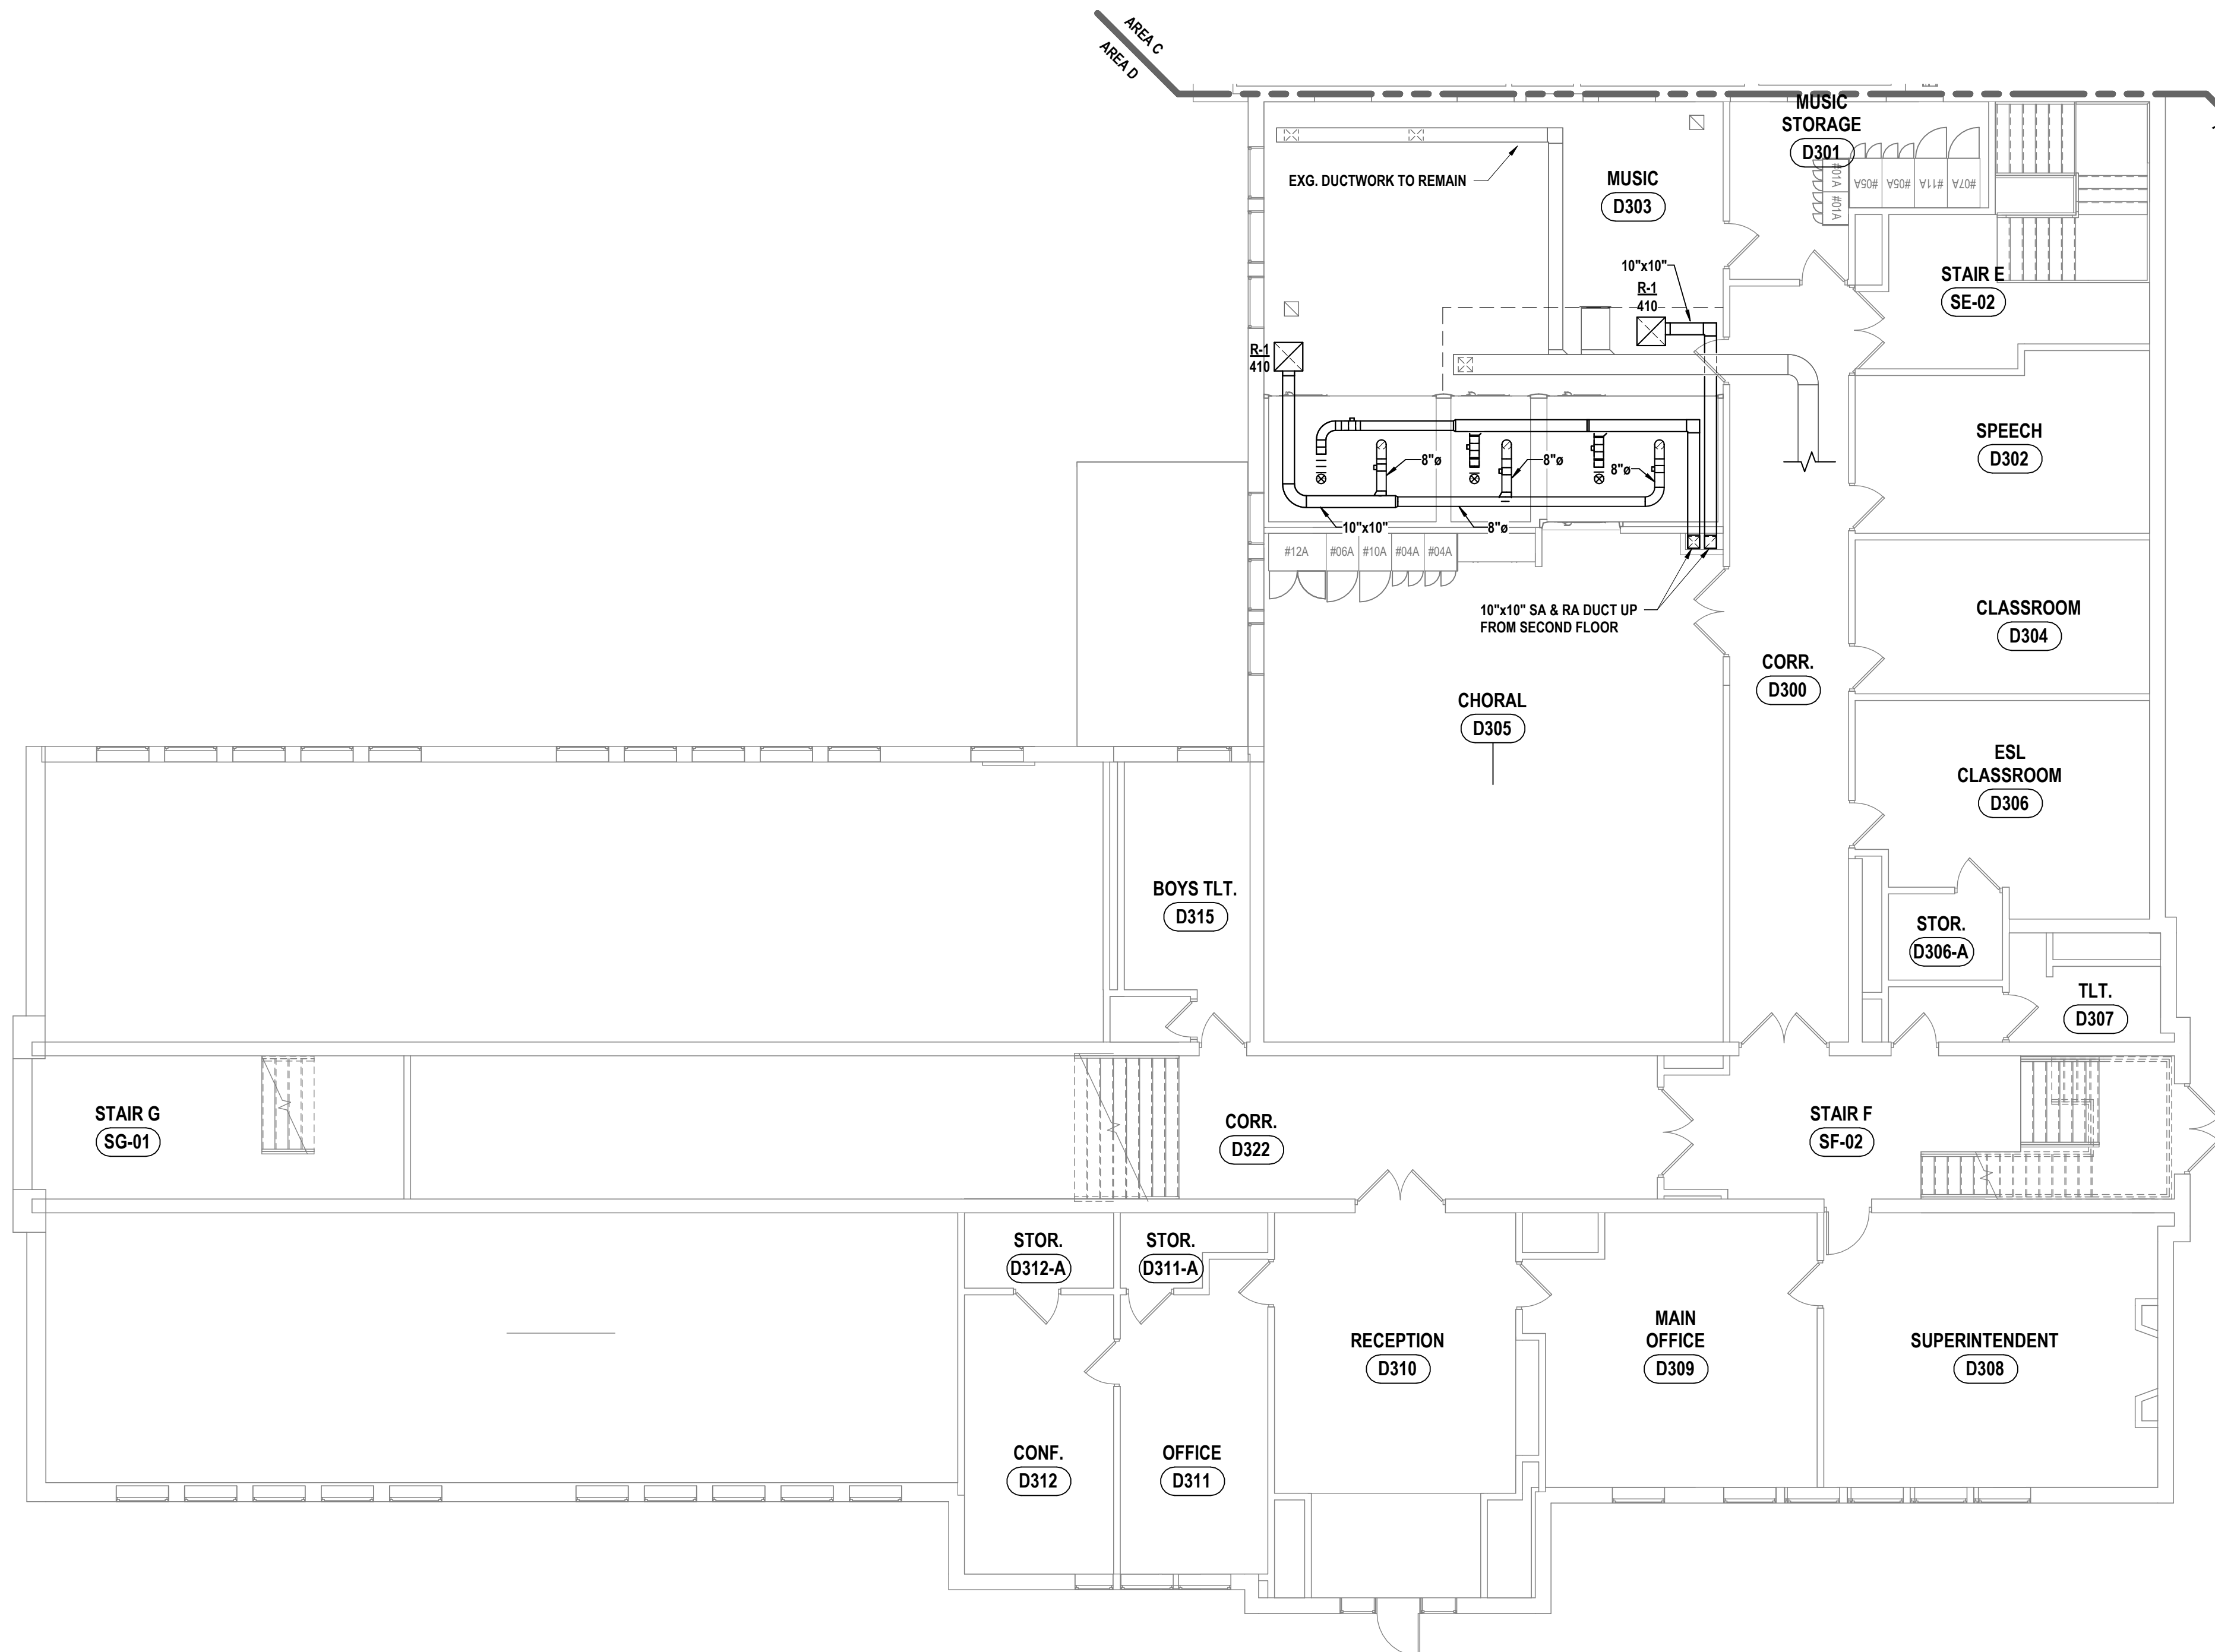 AREA C
AREA D
MUSIC
STORAGE
D301
#01A
#01A
#05A
#05A
#11A
#07A
EXG. DUCTWORK TO REMAIN
MUSIC
D303
10"x10"
R-1
410
STAIR E
SE-02
R-1
410
SPEECH
D302
8"ø
8"ø
8"ø
10"x10"
8"ø
#12A
#06A
#10A
#04A
#04A
10"x10" SA & RA DUCT UP
FROM SECOND FLOOR
CLASSROOM
D304
CORR.
D300
CHORAL
D305
ESL
CLASSROOM
D306
BOYS TLT.
D315
STOR.
D306-A
TLT.
D307
STAIR G
SG-01
CORR.
D322
STAIR F
SF-02
STOR.
D312-A
STOR.
D311-A
RECEPTION
D310
MAIN
OFFICE
D309
SUPERINTENDENT
D308
CONF.
D312
OFFICE
D311